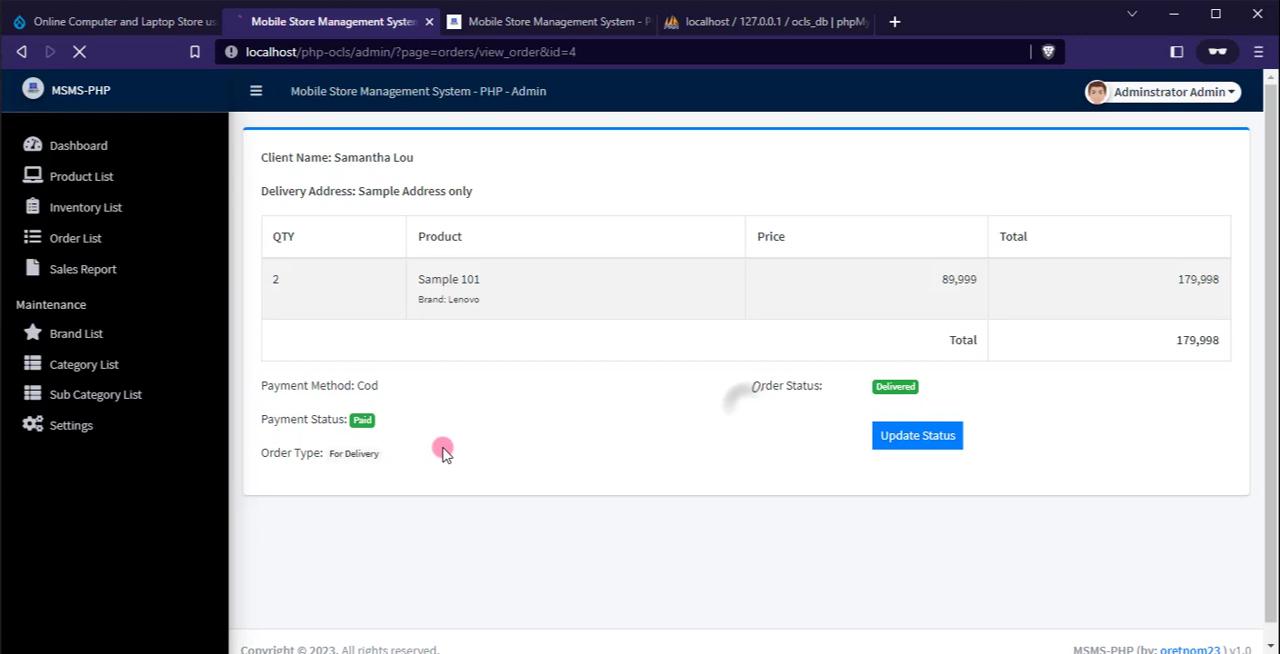 Online Computer and Laptop Store us
Mobile Store Management System
Mobile Store Management System - P
localhost / 127.0.0.1 / ocls_db | phpMy
localhost/php-ocls/admin/?page=orders/view_order&id=4
MSMS-PHP
Mobile Store Management System - PHP - Admin
Adminstrator Admin
Dashboard
Product List
Inventory List
Order List
Sales Report
Maintenance
Brand List
Category List
Sub Category List
Settings
Client Name: Samantha Lou
Delivery Address: Sample Address only
QTY Product Price Total
2 Sample 101 89,999 179,998
Brand: Lenovo
Total 179,998
Payment Method: Cod
Order Status: Delivered
Payment Status: Paid
Update Status
Order Type: For Delivery
Copyright © 2023. All rights reserved.
MSMS-PHP (by: oretnom23 ) v1.0